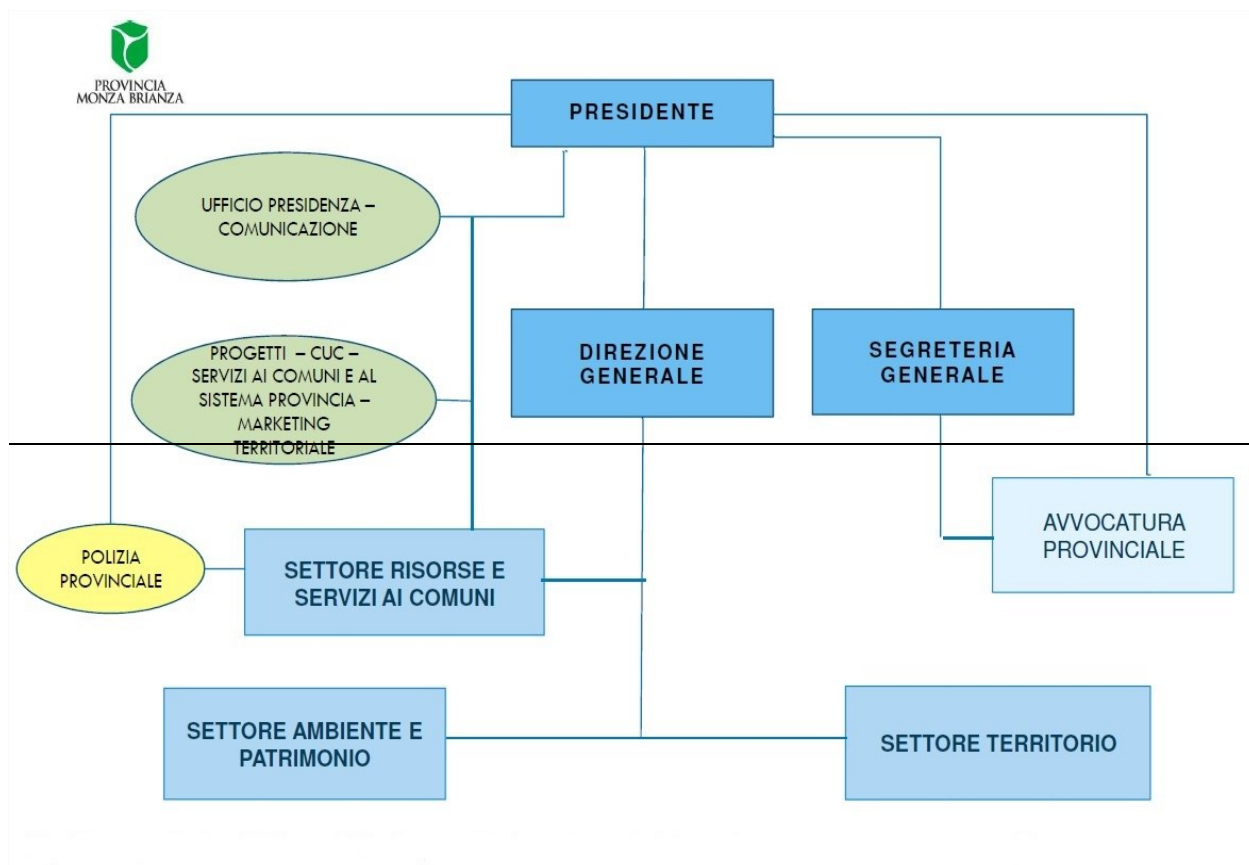 PROVINCIA
MONZA BRIANZA
PRESIDENTE
UFFICIO PRESIDENZA –
COMUNICAZIONE
PROGETTI – CUC –
SERVIZI AI COMUNI E AL
SISTEMA PROVINCIA –
MARKETING
TERRITORIALE
DIREZIONE
GENERALE
SEGRETERIA
GENERALE
POLIZIA
PROVINCIALE
SETTORE RISORSE E
SERVIZI AI COMUNI
AVVOCATURA
PROVINCIALE
SETTORE AMBIENTE E
PATRIMONIO
SETTORE TERRITORIO